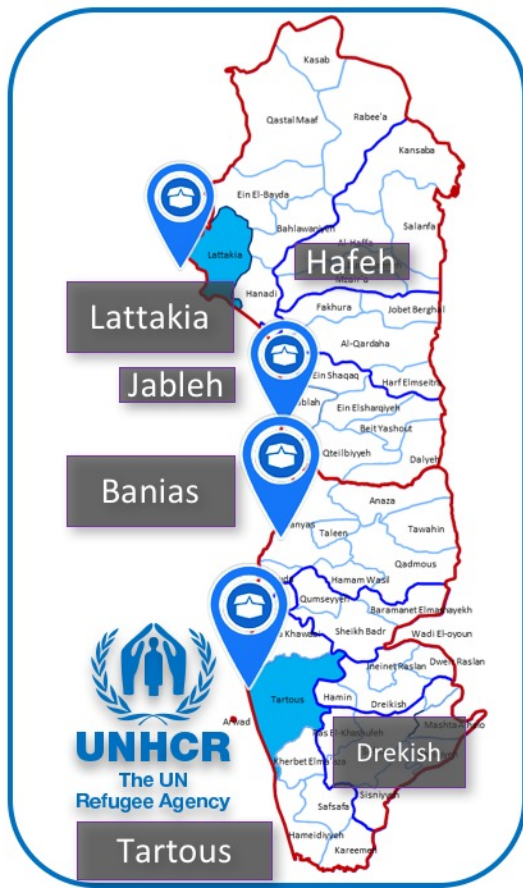 Kasab
Qastal Maaf
Rabee'a
Kansaba
Ein El-Bayda
Bahlawaniyeh
Salanfa
Lattakia
Hafeh
Hanadi
Lattakia
Fakhura
Jobet Berghal
Al-Qardaha
Ein Shaqaq
Harf Elmseitra
Jableh
Ein Elsharqiyeh
Beit Yashout
Qteilbiyyeh
Dalyeh
Banias
Anaza
Taleen
Tawahin
Qadmous
Hamam Wasil
Qumseyyeh
Baramanet Elmashayekh
Sheikh Badr
Wadi El-oyoun
Jneinet Raslan
Dwei Raslan
Tartous
Hamin
Dreikish
Arwad
UNHCR
The UN
Refugee Agency
Drekish
Sisniyyeh
Safsafa
Tartous
Hameidiyyeh
Kareemeh